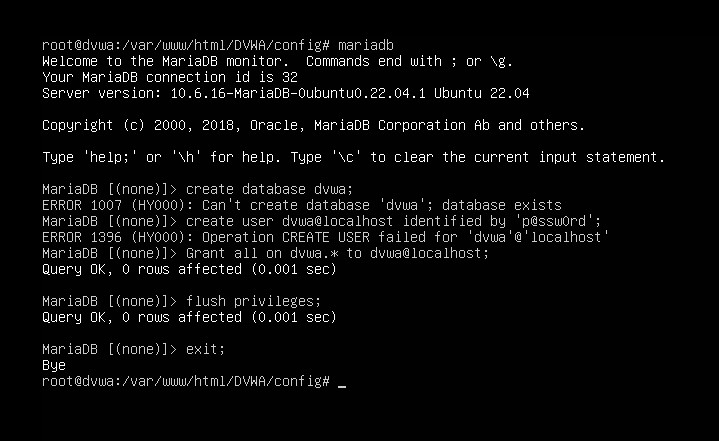 root@dvwa:/var/www/html/DVWA/config# mariadb
Welcome to the MariaDB monitor.  Commands end with ; or \g.
Your MariaDB connection id is 32
Server version: 10.6.16-MariaDB-0ubuntu0.22.04.1 Ubuntu 22.04
Copyright (c) 2000, 2018, Oracle, MariaDB Corporation Ab and others.
Type 'help;' or '\h' for help. Type '\c' to clear the current input statement.
MariaDB [(none)]> create database dvwa;
ERROR 1007 (HY000): Can't create database 'dvwa'; database exists
MariaDB [(none)]> create user dvwa@localhost identified by 'p@ssw0rd';
ERROR 1396 (HY000): Operation CREATE USER failed for 'dvwa'@'localhost'
MariaDB [(none)]> Grant all on dvwa.* to dvwa@localhost;
Query OK, 0 rows affected (0.001 sec)
MariaDB [(none)]> flush privileges;
Query OK, 0 rows affected (0.001 sec)
MariaDB [(none)]> exit;
Bye
root@dvwa:/var/www/html/DVWA/config# _